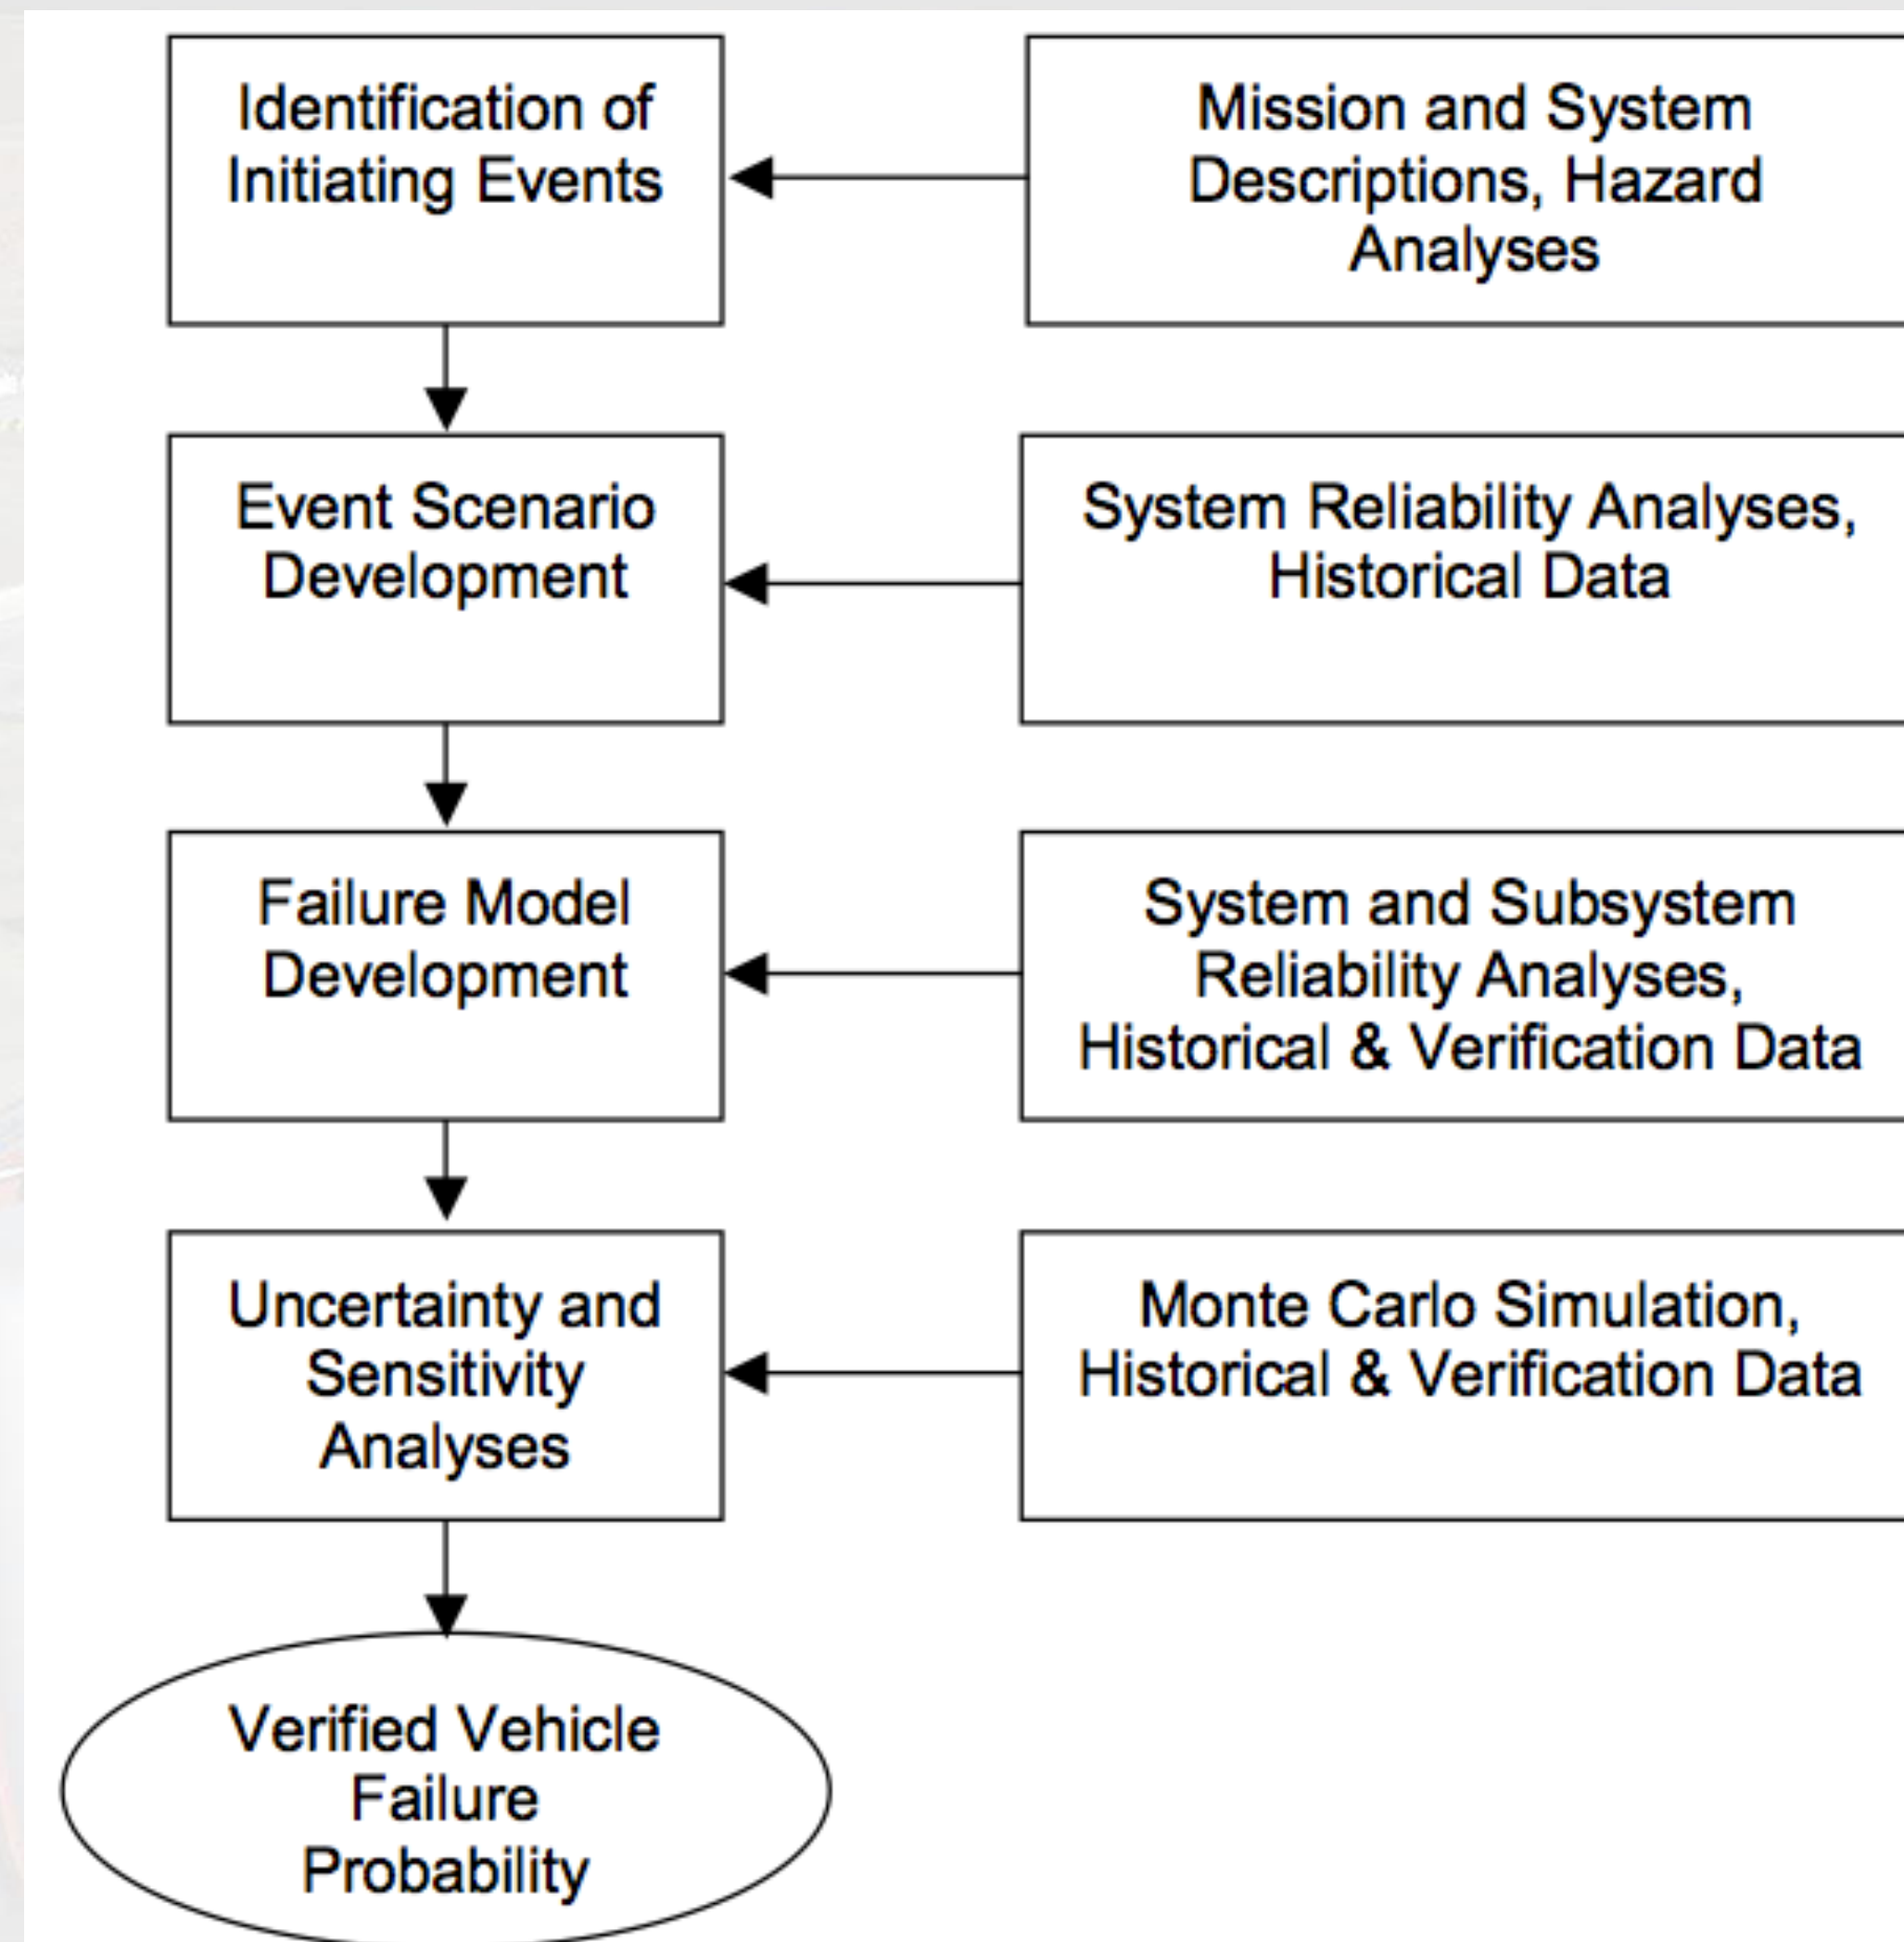 Identification of
Initiating Events
Mission and System
Descriptions, Hazard
Analyses
Event Scenario
Development
System Reliability Analyses,
Historical Data
Failure Model
Development
System and Subsystem
Reliability Analyses,
Historical & Verification Data
Uncertainty and
Sensitivity
Analyses
Monte Carlo Simulation,
Historical & Verification Data
Verified Vehicle
Failure
Probability